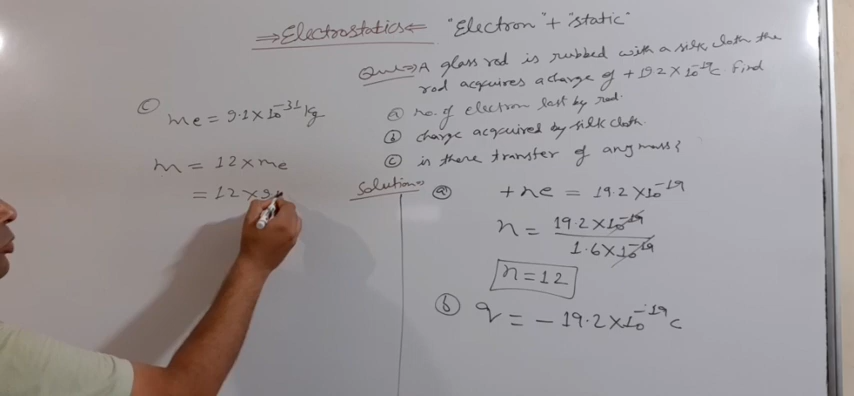 ⇒Electrostatics⇐ "Electron" + "static"
Que:⇒ A glass rod is rubbed with a silk cloth the
rod acquires a charge of +19.2×10⁻¹⁹C find
ⓐ no. of electron lost by rod.
ⓑ charge acquired by silk cloth.
ⓒ is there transfer of any mass?
Solution⇒
ⓐ +ne = 19.2×10⁻¹⁹
n = 19.2×10⁻¹⁹
1.6×10⁻¹⁹
n = 12
ⓑ q = − 19.2×10⁻¹⁹ C
ⓒ me = 9.1×10⁻³¹ Kg
m = 12×me
= 12×9